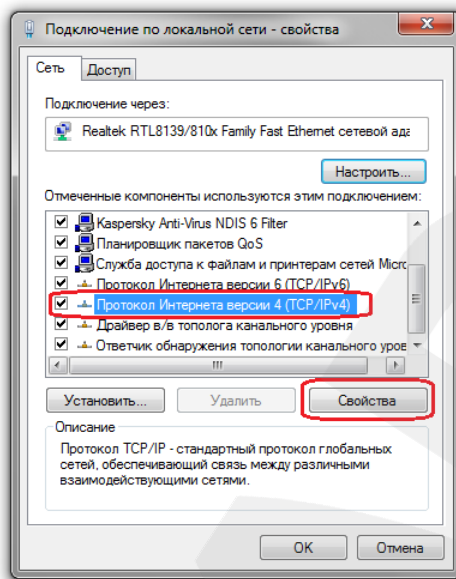 Подключение по локальной сети - свойства
Сеть Доступ
Подключение через:
Realtek RTL8139/810x Family Fast Ethernet сетевой ада
Настроить...
Отмеченные компоненты используются этим подключением:
Kaspersky Anti-Virus NDIS 6 Filter
Планировщик пакетов QoS
Служба доступа к файлам и принтерам сетей Micro
Протокол Интернета версии 6 (TCP/IPv6)
Протокол Интернета версии 4 (TCP/IPv4)
Драйвер в/в тополога канального уровня
Ответчик обнаружения топологии канального уров
Установить... Удалить Свойства
Описание
Протокол TCP/IP - стандартный протокол глобальных
сетей, обеспечивающий связь между различными
взаимодействующими сетями.
OK Отмена